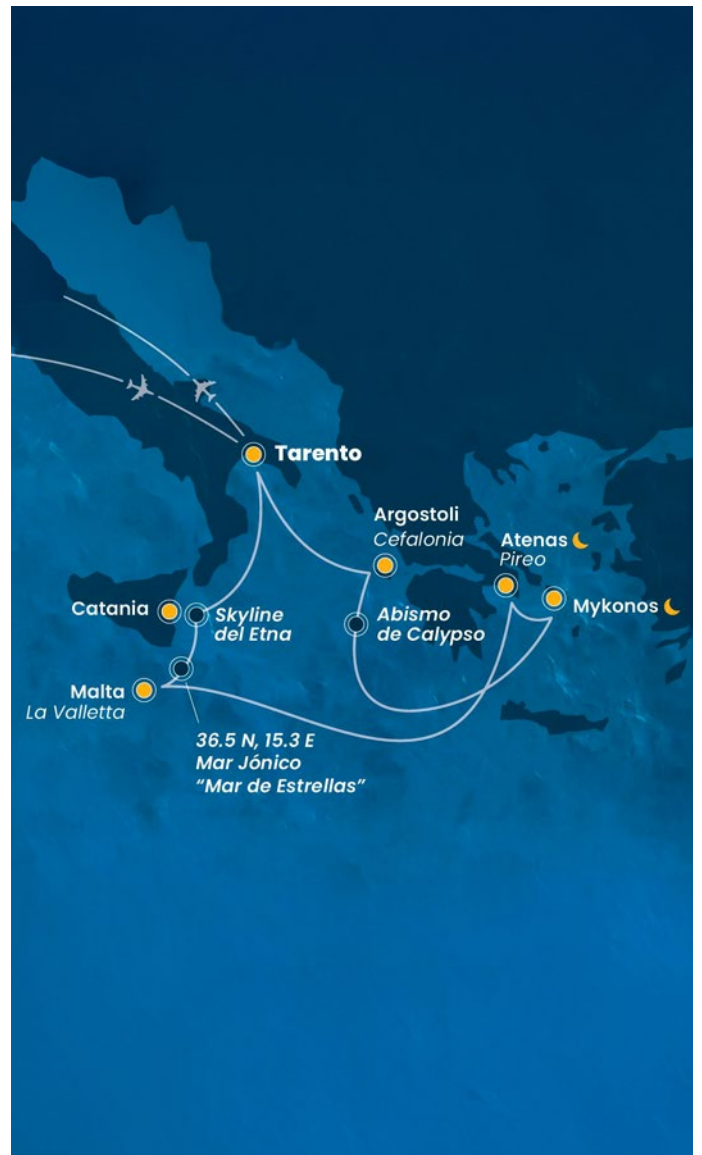 Tarento
Argostoli
Cefalonia
Atenas
Pireo
Mykonos
Catania
Skyline
del Etna
Abismo
de Calypso
Malta
La Valletta
36.5 N, 15.3 E
Mar Jónico
“Mar de Estrellas”